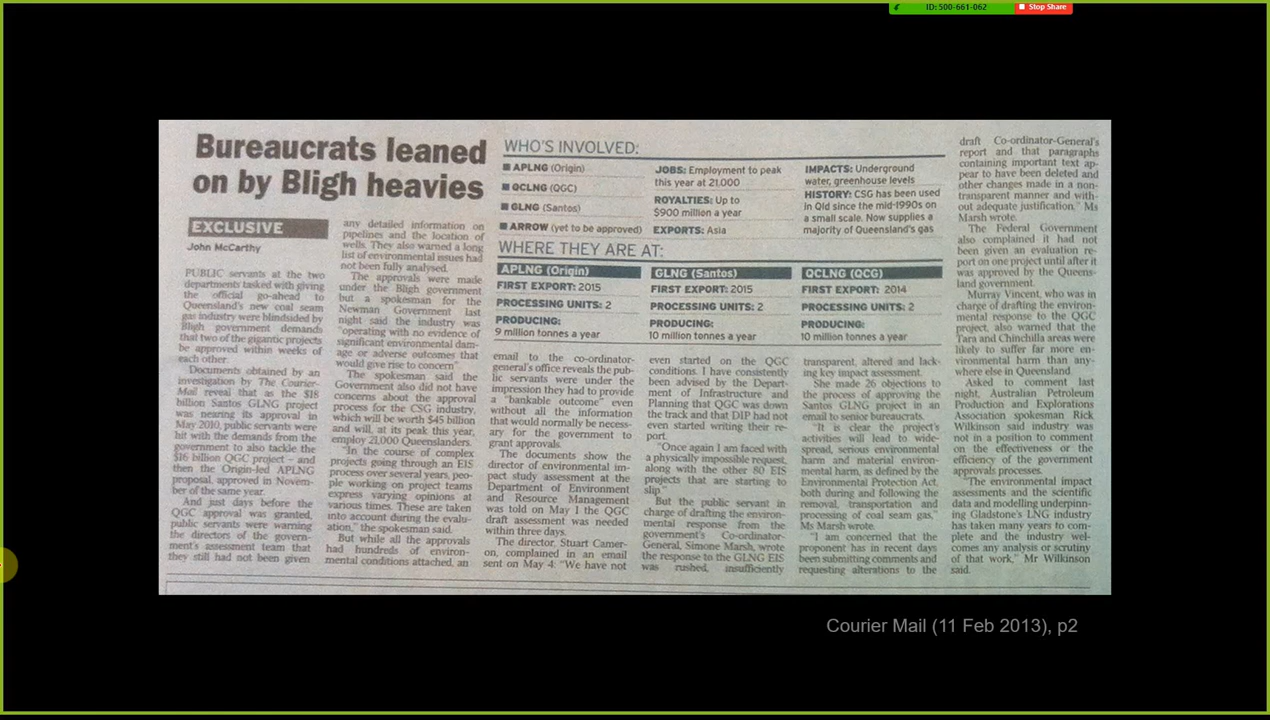 ID: 500-661-062
Stop Share
Bureaucrats leaned
on by Bligh heavies
EXCLUSIVE
John McCarthy
PUBLIC servants at the two
departments tasked with giving
the official go-ahead to
Queensland's new coal seam
gas industry were blindsided by
Bligh government demands
that two of the gigantic projects
be approved within weeks of
each other.
Documents obtained by an
investigation by The Courier-
Mail reveal that as the $18
billion Santos GLNG project
was nearing its approval in
May 2010, public servants were
hit with the demands from the
government to also tackle the
$16 billion QGC project – and
then the Origin-led APLNG
proposal, approved in Novem-
ber of the same year.
And just days before the
QGC approval was granted,
public servants were warning
the directors of the govern-
ment's assessment team that
they still had not been given
any detailed information on
pipelines and the location of
wells. They also warned a long
list of environmental issues had
not been fully analysed.
The approvals were made
under the Bligh government
but a spokesman for the
Newman Government last
night said the industry was
"operating with no evidence of
significant environmental dam-
age or adverse outcomes that
would give rise to concern".
The spokesman said the
Government also did not have
concerns about the approval
process for the CSG industry,
which will be worth $45 billion
and will, at its peak this year,
employ 21,000 Queenslanders.
"In the course of complex
projects going through an EIS
process over several years, peo-
ple working on project teams
express varying opinions at
various times. These are taken
into account during the evalu-
ation," the spokesman said.
But while all the approvals
had hundreds of environ-
mental conditions attached, an
WHO'S INVOLVED:
■ APLNG (Origin)
■ QCLNG (QGC)
■ GLNG (Santos)
■ ARROW (yet to be approved)
JOBS: Employment to peak
this year at 21,000
ROYALTIES: Up to
$900 million a year
EXPORTS: Asia
IMPACTS: Underground
water, greenhouse levels
HISTORY: CSG has been used
in Qld since the mid-1990s on
a small scale. Now supplies a
majority of Queensland's gas
WHERE THEY ARE AT:
APLNG (Origin)
FIRST EXPORT: 2015
PROCESSING UNITS: 2
PRODUCING:
9 million tonnes a year
GLNG (Santos)
FIRST EXPORT: 2015
PROCESSING UNITS: 2
PRODUCING:
10 million tonnes a year
QCLNG (QCG)
FIRST EXPORT: 2014
PROCESSING UNITS: 2
PRODUCING:
10 million tonnes a year
email to the co-ordinator-
general's office reveals the pub-
lic servants were under the
impression they had to provide
a "bankable outcome" even
without all the information
that would normally be necess-
ary for the government to
grant approvals.
The documents show the
director of environmental im-
pact study assessment at the
Department of Environment
and Resource Management
was told on May 1 the QGC
draft assessment was needed
within three days.
The director, Stuart Camer-
on, complained in an email
sent on May 4: "We have not
even started on the QGC
conditions. I have consistently
been advised by the Depart-
ment of Infrastructure and
Planning that QGC was down
the track and that DIP had not
even started writing their re-
port.
"Once again I am faced with
a physically impossible request,
along with the other 80 EIS
projects that are starting to
slip."
But the public servant in
charge of drafting the environ-
mental response from the
government's Co-ordinator-
General, Simone Marsh, wrote
the response to the GLNG EIS
was rushed, insufficiently
transparent, altered and lack-
ing key impact assessment.
She made 26 objections to
the process of approving the
Santos GLNG project in an
email to senior bureaucrats.
"It is clear the project's
activities will lead to wide-
spread, serious environmental
harm and material environ-
mental harm, as defined by the
Environmental Protection Act,
both during and following the
removal, transportation and
processing of coal seam gas,"
Ms Marsh wrote.
"I am concerned that the
proponent has in recent days
been submitting comments and
requesting alterations to the
draft Co-ordinator-General's
report and that paragraphs
containing important text ap-
pear to have been deleted and
other changes made in a non-
transparent manner and with-
out adequate justification," Ms
Marsh wrote.
The Federal Government
also complained it had not
been given an evaluation re-
port on one project until after it
was approved by the Queens-
land government.
Murray Vincent, who was in
charge of drafting the environ-
mental response to the QGC
project, also warned that the
Tara and Chinchilla areas were
likely to suffer far more en-
vironmental harm than any-
where else in Queensland.
Asked to comment last
night, Australian Petroleum
Production and Explorations
Association spokesman Rick
Wilkinson said industry was
not in a position to comment
on the effectiveness or the
efficiency of the government
approvals processes.
"The environmental impact
assessments and the scientific
data and modelling underpinn-
ing Gladstone's LNG industry
has taken many years to com-
plete and the industry wel-
comes any analysis or scrutiny
of that work," Mr Wilkinson
said.
Courier Mail (11 Feb 2013), p2